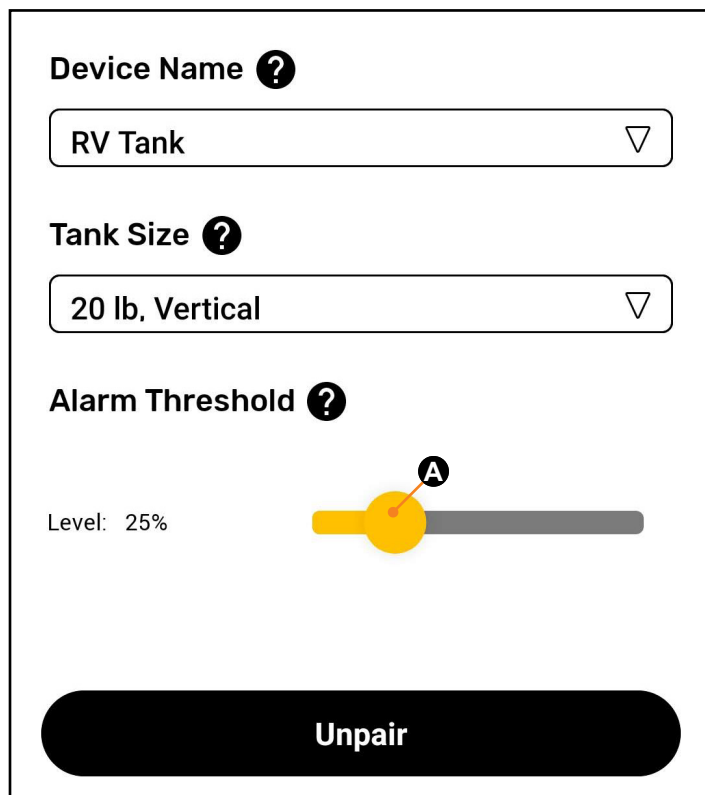 Device Name ?
RV Tank
Tank Size ?
20 lb, Vertical
Alarm Threshold ?
A
Level: 25%
Unpair